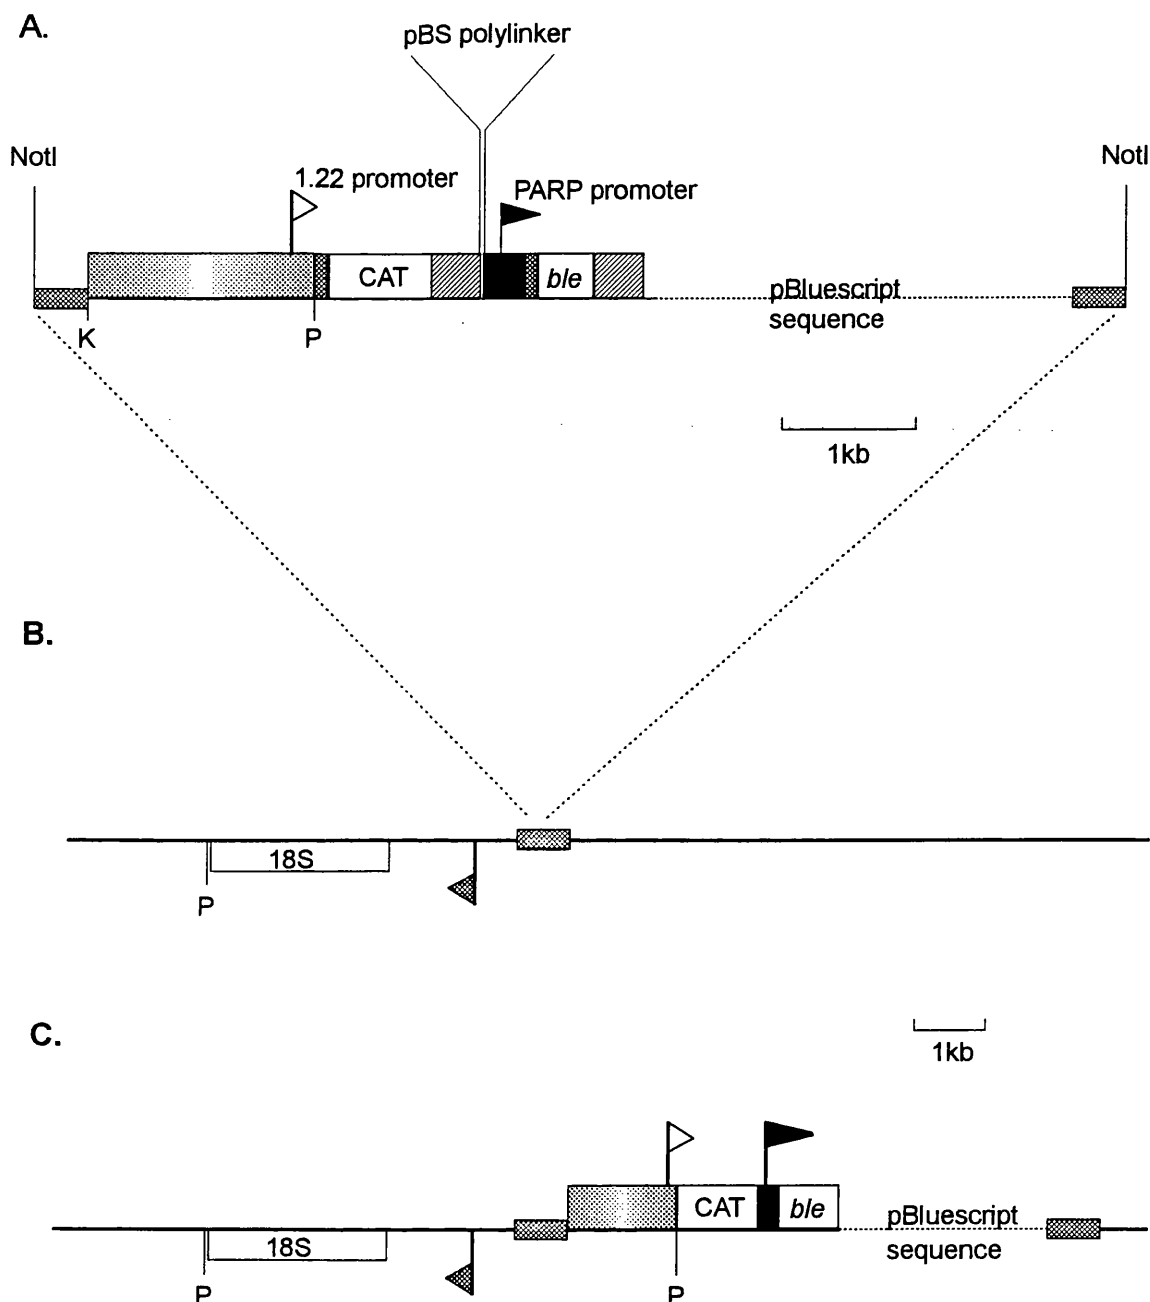 A.
pBS polylinker
NotI
NotI
1.22 promoter
PARP promoter
CAT
ble
pBluescript
sequence
K
P
1kb
B.
18S
P
C.
1kb
CAT
ble
pBluescript
sequence
18S
P
P